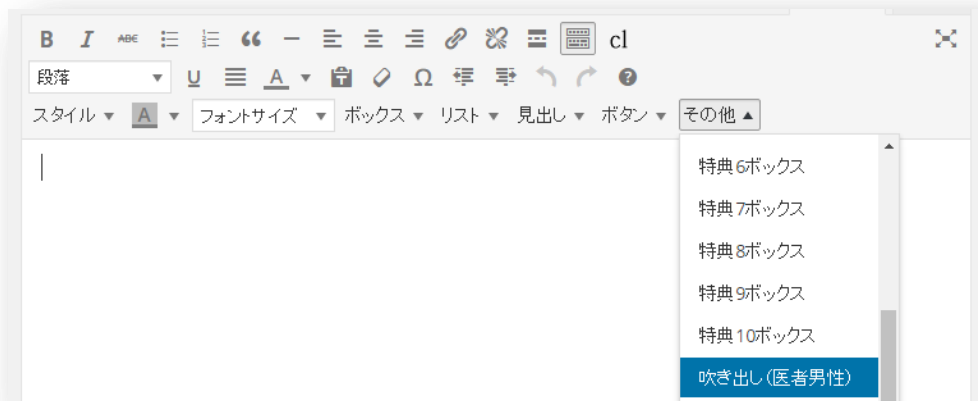 B I ABC cl
段落 U A Ω
スタイル A フォントサイズ ボックス リスト 見出し ボタン その他
特典6ボックス
特典7ボックス
特典8ボックス
特典9ボックス
特典10ボックス
吹き出し(医者男性)